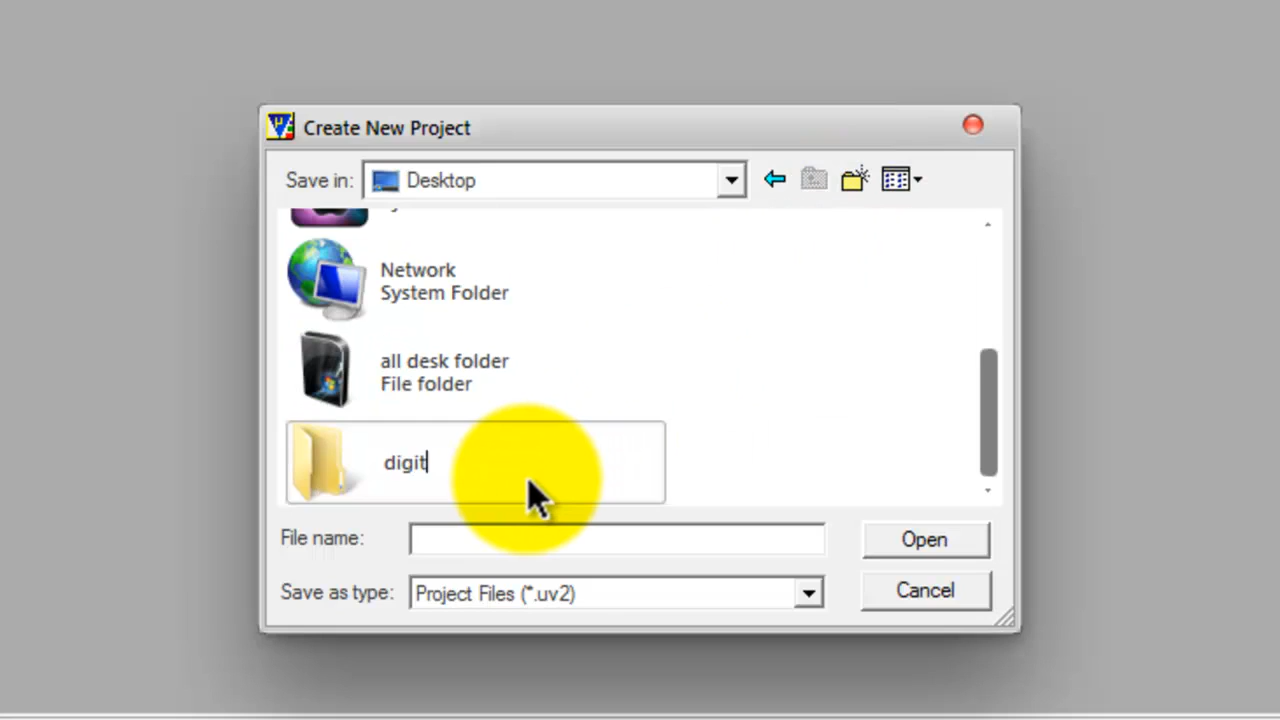 Create New Project
Save in: Desktop
Network
System Folder
all desk folder
File folder
digit
File name:
Open
Save as type: Project Files (*.uv2)
Cancel